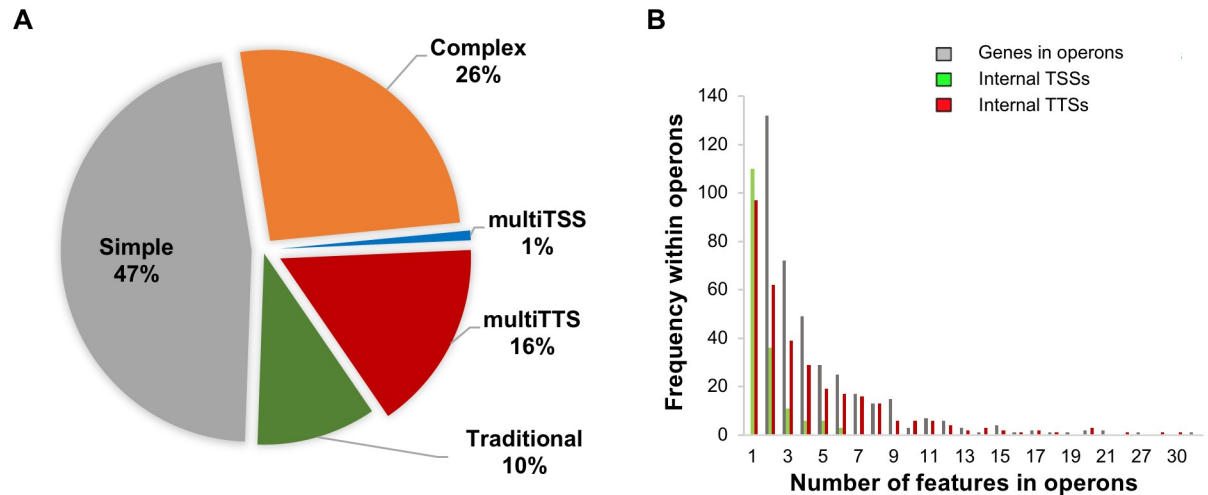 A
Complex
26%
multiTSS
1%
Simple
47%
multiTTS
16%
Traditional
10%
B
Genes in operons
Internal TSSs
Internal TTSs
Frequency within operons
140
120
100
80
60
40
20
0
1 3 5 7 9 11 13 15 17 19 21 27 30
Number of features in operons